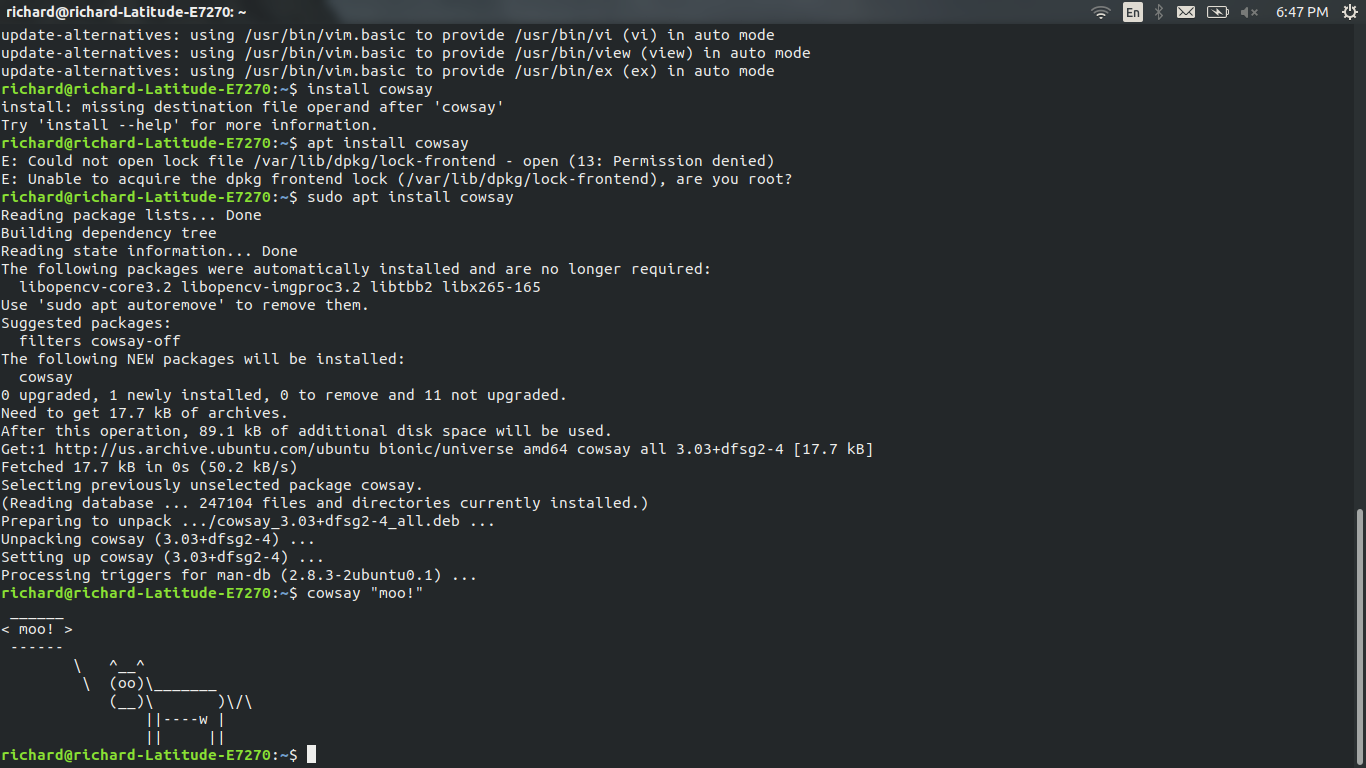 richard@richard-Latitude-E7270: ~ En 6:47 PM
update-alternatives: using /usr/bin/vim.basic to provide /usr/bin/vi (vi) in auto mode
update-alternatives: using /usr/bin/vim.basic to provide /usr/bin/view (view) in auto mode
update-alternatives: using /usr/bin/vim.basic to provide /usr/bin/ex (ex) in auto mode
richard@richard-Latitude-E7270:~$ install cowsay
install: missing destination file operand after 'cowsay'
Try 'install --help' for more information.
richard@richard-Latitude-E7270:~$ apt install cowsay
E: Could not open lock file /var/lib/dpkg/lock-frontend - open (13: Permission denied)
E: Unable to acquire the dpkg frontend lock (/var/lib/dpkg/lock-frontend), are you root?
richard@richard-Latitude-E7270:~$ sudo apt install cowsay
Reading package lists... Done
Building dependency tree
Reading state information... Done
The following packages were automatically installed and are no longer required:
  libopencv-core3.2 libopencv-imgproc3.2 libtbb2 libx265-165
Use 'sudo apt autoremove' to remove them.
Suggested packages:
  filters cowsay-off
The following NEW packages will be installed:
  cowsay
0 upgraded, 1 newly installed, 0 to remove and 11 not upgraded.
Need to get 17.7 kB of archives.
After this operation, 89.1 kB of additional disk space will be used.
Get:1 http://us.archive.ubuntu.com/ubuntu bionic/universe amd64 cowsay all 3.03+dfsg2-4 [17.7 kB]
Fetched 17.7 kB in 0s (50.2 kB/s)
Selecting previously unselected package cowsay.
(Reading database ... 247104 files and directories currently installed.)
Preparing to unpack .../cowsay_3.03+dfsg2-4_all.deb ...
Unpacking cowsay (3.03+dfsg2-4) ...
Setting up cowsay (3.03+dfsg2-4) ...
Processing triggers for man-db (2.8.3-2ubuntu0.1) ...
richard@richard-Latitude-E7270:~$ cowsay "moo!"
 ______
< moo! >
 ------
        \   ^__^
         \  (oo)\_______
            (__)\       )\/\
                ||----w |
                ||     ||
richard@richard-Latitude-E7270:~$